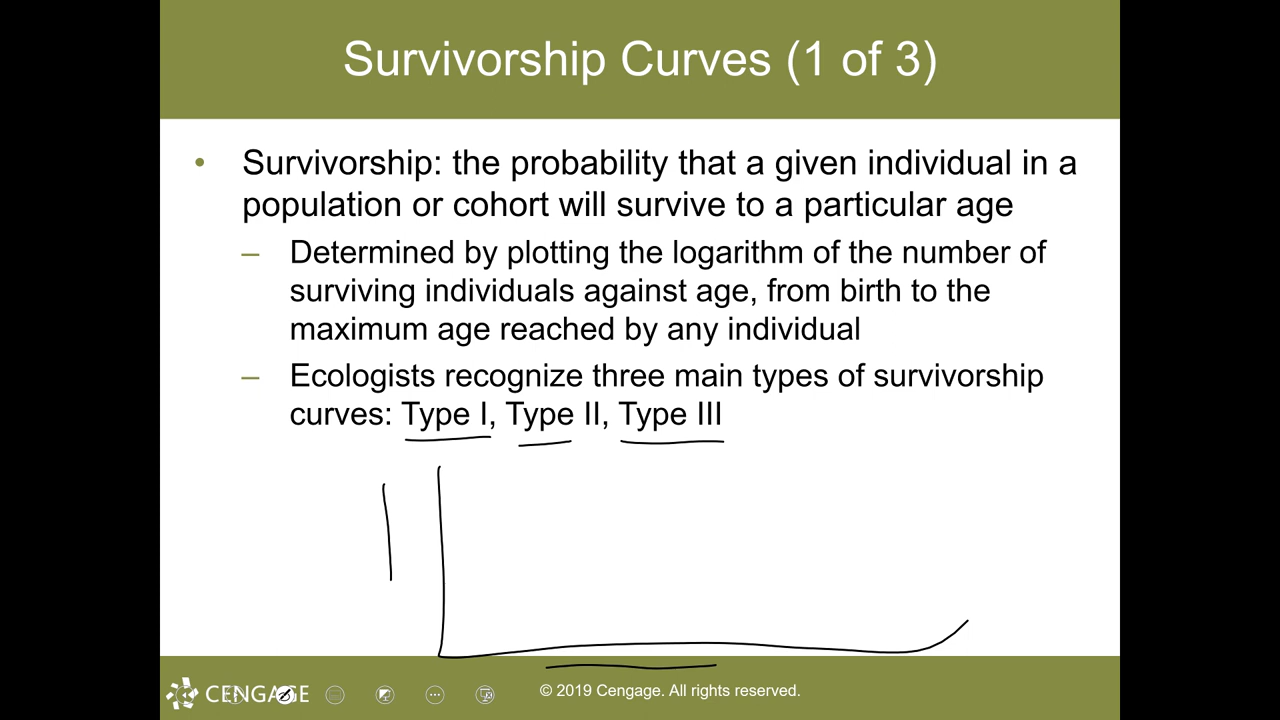 Survivorship Curves (1 of 3)
• Survivorship: the probability that a given individual in a
population or cohort will survive to a particular age
– Determined by plotting the logarithm of the number of
surviving individuals against age, from birth to the
maximum age reached by any individual
– Ecologists recognize three main types of survivorship
curves: Type I, Type II, Type III
CENGAGE
© 2019 Cengage. All rights reserved.